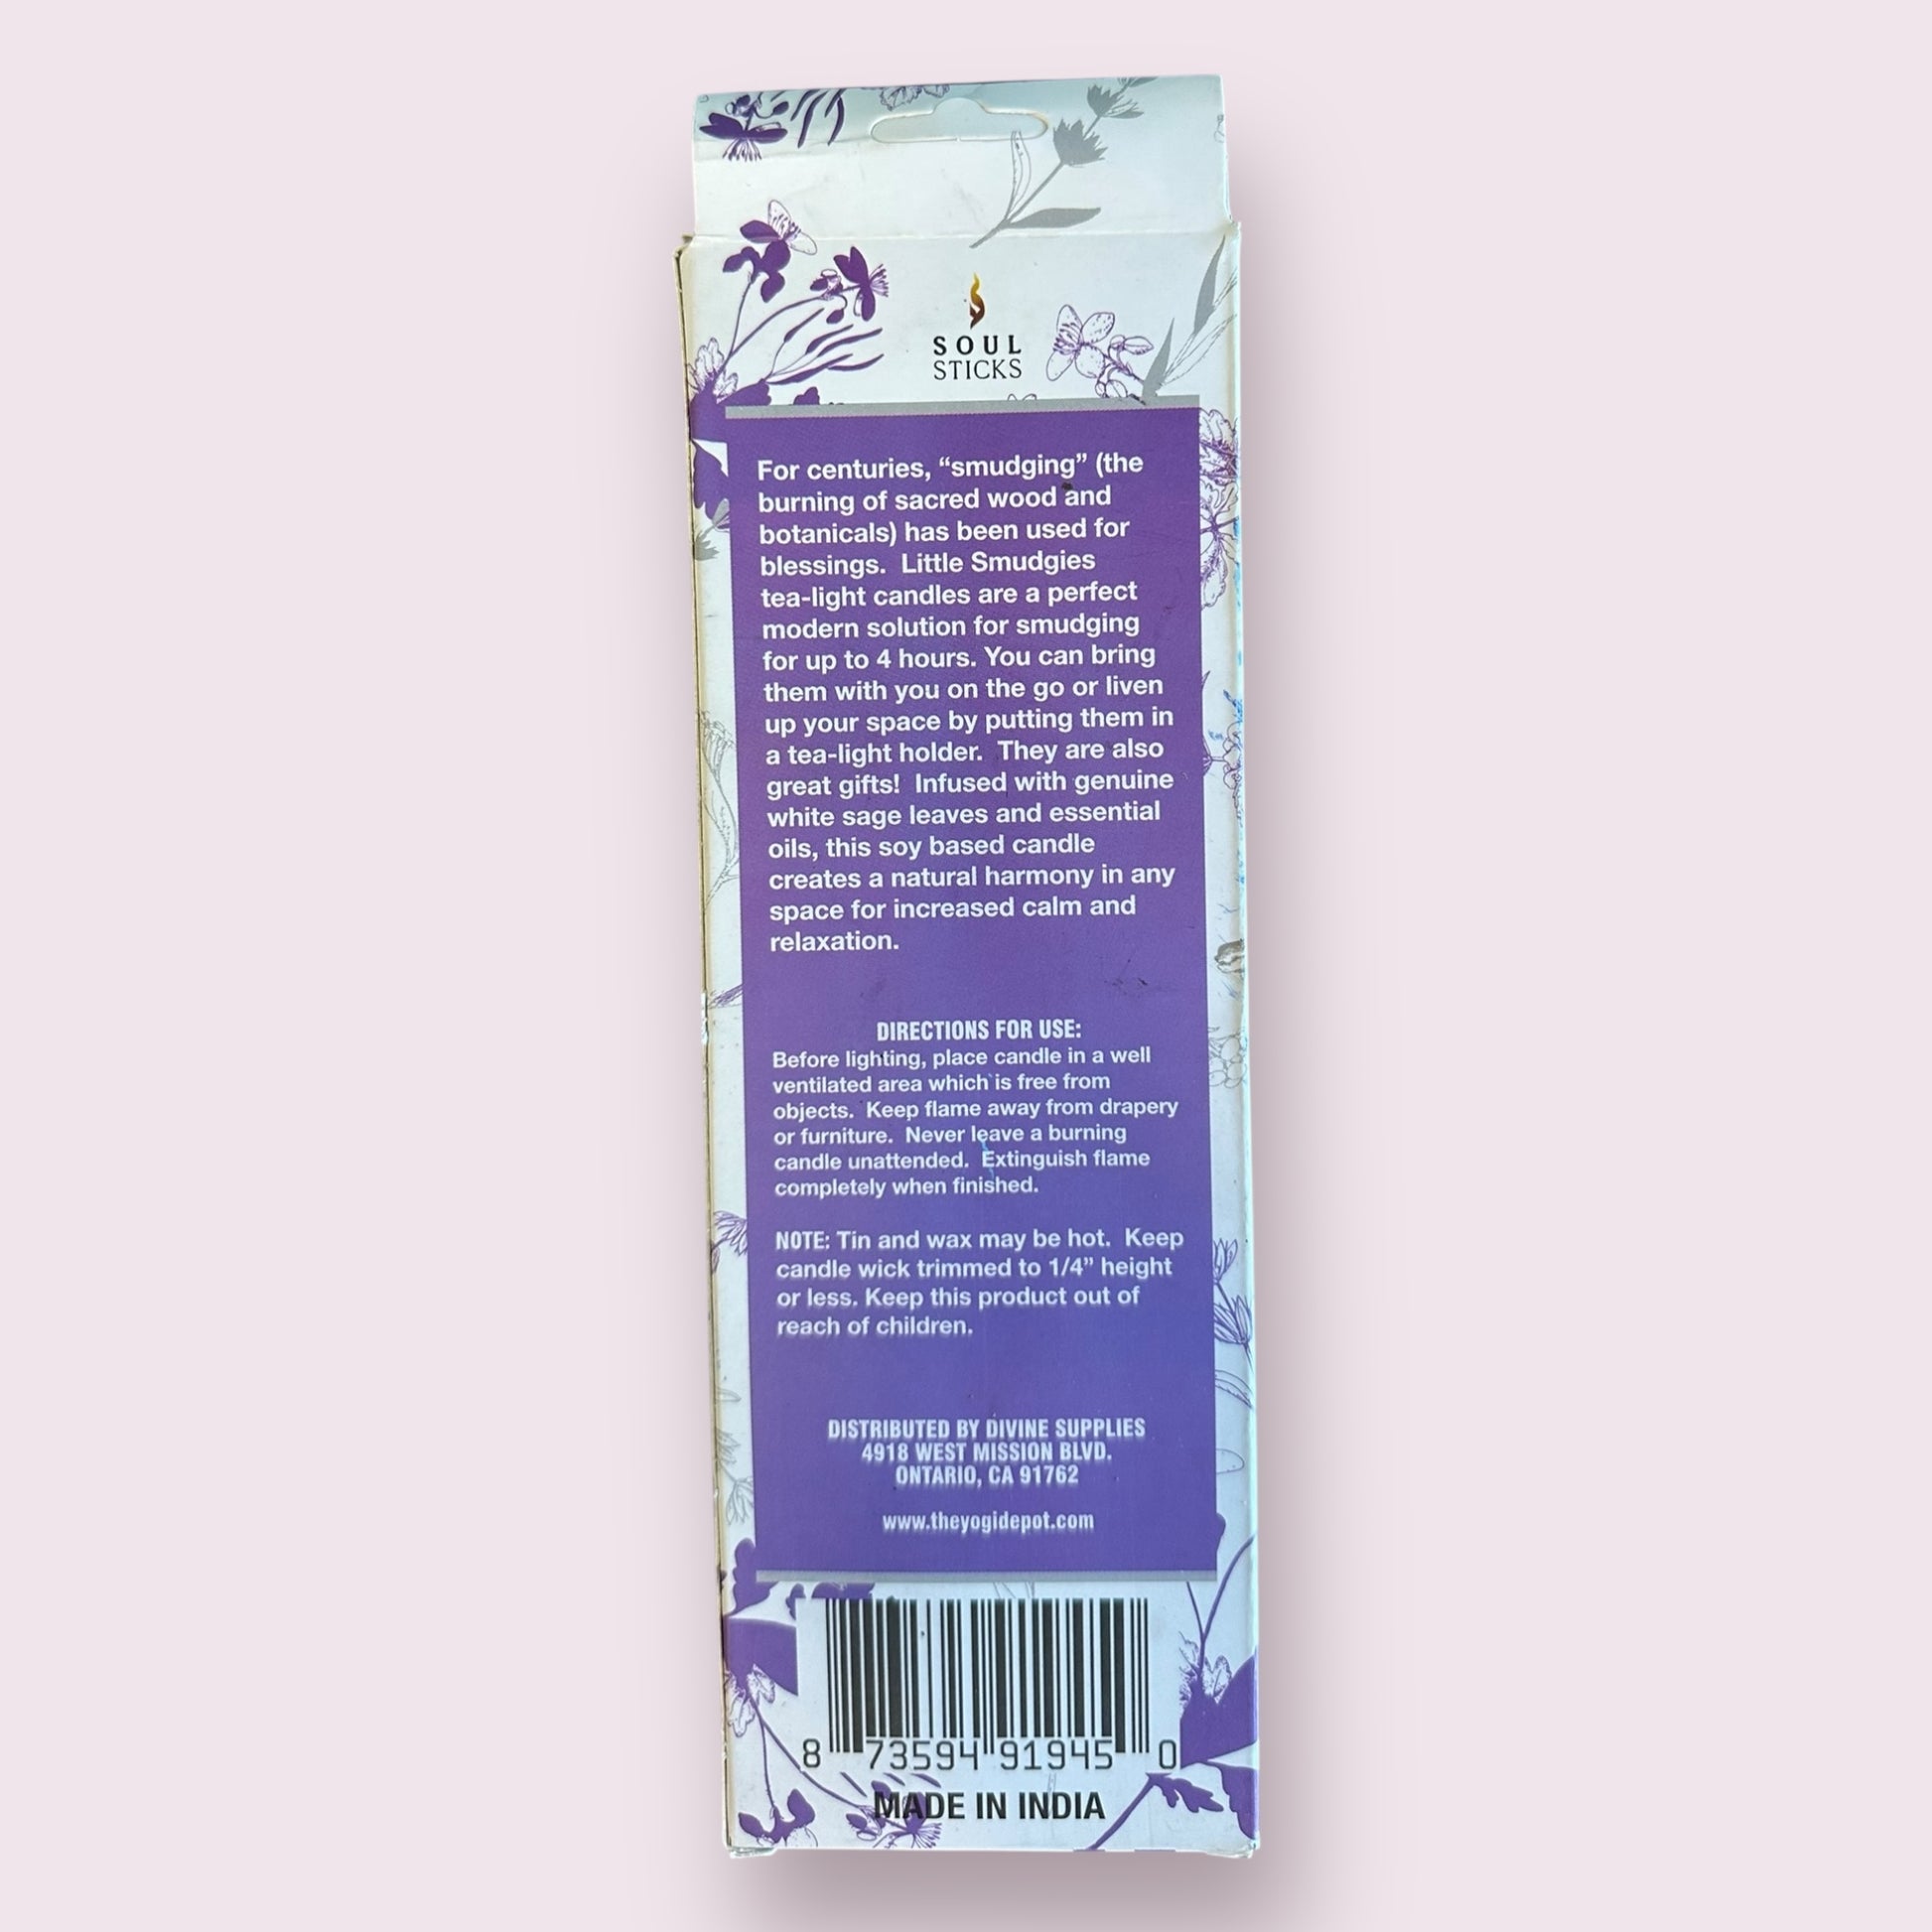 SOUL
STICKS
For centuries, “smudging” (the
burning of sacred wood and
botanicals) has been used for
blessings. Little Smudgies
tea-light candles are a perfect
modern solution for smudging
for up to 4 hours. You can bring
them with you on the go or liven
up your space by putting them in
a tea-light holder. They are also
great gifts! Infused with genuine
white sage leaves and essential
oils, this soy based candle
creates a natural harmony in any
space for increased calm and
relaxation.
DIRECTIONS FOR USE:
Before lighting, place candle in a well
ventilated area which is free from
objects. Keep flame away from drapery
or furniture. Never leave a burning
candle unattended. Extinguish flame
completely when finished.
NOTE: Tin and wax may be hot. Keep
candle wick trimmed to 1/4” height
or less. Keep this product out of
reach of children.
DISTRIBUTED BY DIVINE SUPPLIES
4918 WEST MISSION BLVD.
ONTARIO, CA 91762
www.theyogidepot.com
8 73594 91945 0
MADE IN INDIA